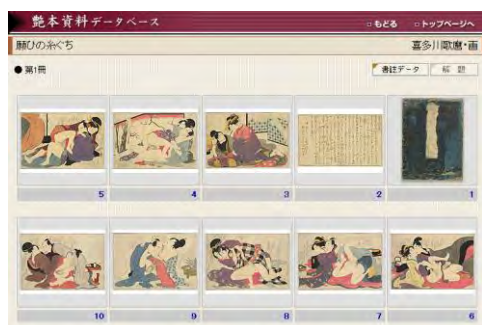 艶本資料データベース
□もどる □トップページへ
願ひの糸ぐち 喜多川歌麿・画
●第1冊
書誌データ 解題
5 4 3 2 1
10 9 8 7 6